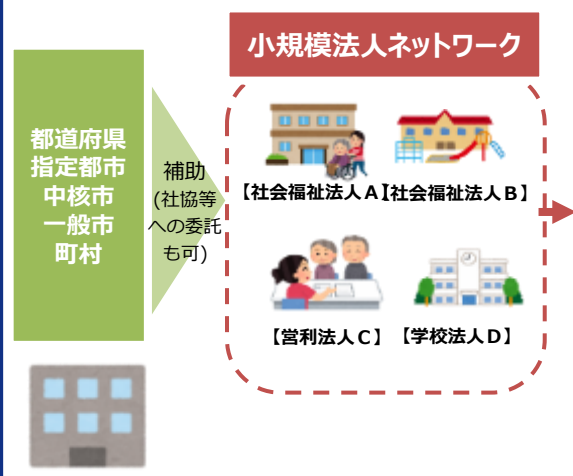 小規模法人ネットワーク
都道府県
指定都市
中核市
一般市
町村
補助
(社協等
への委託
も可)
【社会福祉法人A】
【社会福祉法人B】
【営利法人C】
【学校法人D】